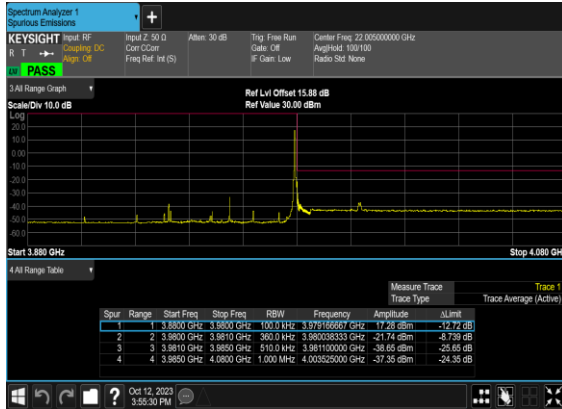 Spectrum Analyzer 1
Spurious Emissions
+
KEYSIGHT Input: RF Input Z: 50 Ω Atten: 30 dB Trig: Free Run Center Freq: 22.005000000 GHz
R T Coupling: DC Corr CCorr Gate: Off Avg|Hold: 100/100
Align: Off Freq Ref: Int (S) IF Gain: Low Radio Std: None
PASS
3 All Range Graph
Ref Lvl Offset 15.88 dB
Scale/Div 10.0 dB Ref Value 30.00 dBm
Log
20.0
10.0
0.00
-10.0
-20.0
-30.0
-40.0
-50.0
-60.0
Start 3.880 GHz Stop 4.080 GH
4 All Range Table
Measure Trace Trace 1
Trace Type Trace Average (Active)
Spur Range Start Freq Stop Freq RBW Frequency Amplitude ΔLimit
1 1 3.8800 GHz 3.9800 GHz 100.0 kHz 3.979166667 GHz 17.28 dBm -12.72 dB
2 2 3.9800 GHz 3.9810 GHz 360.0 kHz 3.980038333 GHz -21.74 dBm -8.739 dB
3 3 3.9810 GHz 3.9850 GHz 510.0 kHz 3.981100000 GHz -38.65 dBm -25.65 dB
4 4 3.9850 GHz 4.0800 GHz 1.000 MHz 4.003525000 GHz -37.35 dBm -24.35 dB
? Oct 12, 2023
3:55:30 PM